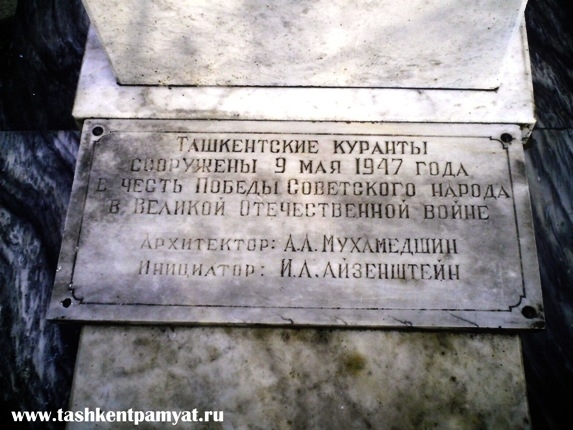 Ташкентские куранты
сооружены 9 мая 1947 года
в честь Победы Советского народа
в Великой Отечественной войне
Архитектор: А.А. Мухамедшин
Инициатор: И.А. Айзенштейн
www.tashkentpamyat.ru